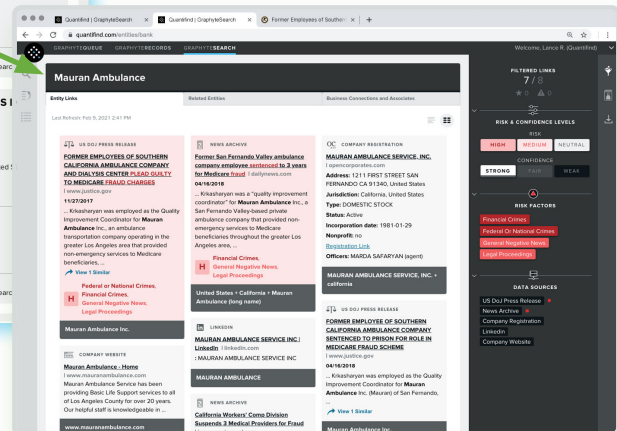 Quantifind | GraphyteSearch
Quantifind | GraphyteSearch
Former Employees of Southern
quantifind.com/entities/bank
GRAPHYTEQUEUE
GRAPHYTERECORDS
GRAPHYTESEARCH
Welcome, Lance R. (Quantifind)
Mauran Ambulance
Entity Links
Related Entities
Business Connections and Associates
Last Refresh: Feb 9, 2021 2:41 PM
US DOJ PRESS RELEASE
FORMER EMPLOYEES OF SOUTHERN
CALIFORNIA AMBULANCE COMPANY
AND DIALYSIS CENTER PLEAD GUILTY
TO MEDICARE FRAUD CHARGES
| www.justice.gov
11/27/2017
... Krkasharyan was employed as the Quality
Improvement Coordinator for Mauran
Ambulance Inc., an ambulance
transportation company operating in the
greater Los Angeles area that provided
non-emergency services to Medicare
beneficiaries, ...
View 1 Similar
H
Federal or National Crimes,
Financial Crimes,
General Negative News,
Legal Proceedings
Mauran Ambulance Inc.
COMPANY WEBSITE
Mauran Ambulance - Home
| www.mauranambulance.com
Mauran Ambulance Service has been
providing Basic Life Support services to all
of Los Angeles County for over 20 years.
Our helpful staff is knowledgeable in ...
www.mauranambulance.com
NEWS ARCHIVE
Former San Fernando Valley ambulance
company employee sentenced to 3 years
for Medicare fraud | dailynews.com
04/16/2018
... Krkasharyan was a "quality improvement
coordinator" for Mauran Ambulance Inc., a
San Fernando Valley-based private
ambulance company that provided non-
emergency services to Medicare
beneficiaries throughout the greater Los
Angeles area, ...
H
Financial Crimes,
General Negative News,
Legal Proceedings
United States + California + Mauran
Ambulance (long name)
LINKEDIN
MAURAN AMBULANCE SERVICE INC |
LinkedIn | linkedin.com
: MAURAN AMBULANCE SERVICE INC
MAURAN AMBULANCE
NEWS ARCHIVE
California Workers' Comp Division
Suspends 3 Medical Providers for Fraud
COMPANY REGISTRATION
MAURAN AMBULANCE SERVICE, INC.
| opencorporates.com
Address: 1211 FIRST STREET SAN
FERNANDO CA 91340, United States
Jurisdiction: California, United States
Type: DOMESTIC STOCK
Status: Active
Incorporation date: 1981-01-29
Nonprofit: no
Registration Link
Officers: MARDA SAFARYAN (agent)
MAURAN AMBULANCE SERVICE, INC. +
california
US DOJ PRESS RELEASE
FORMER EMPLOYEE OF SOUTHERN
CALIFORNIA AMBULANCE COMPANY
SENTENCED TO PRISON FOR ROLE IN
MEDICARE FRAUD SCHEME
| www.justice.gov
04/16/2018
... Krkasharyan was employed as the Quality
Improvement Coordinator for Mauran
Ambulance Inc. (Mauran) of San Fernando,
...
View 1 Similar
Mauran Ambulance Inc.
FILTERED LINKS
7 / 8
0
0
RISK & CONFIDENCE LEVELS
RISK
HIGH
MEDIUM
NEUTRAL
CONFIDENCE
STRONG
FAIR
WEAK
RISK FACTORS
Financial Crimes
Federal Or National Crimes
General Negative News
Legal Proceedings
DATA SOURCES
US DoJ Press Release
News Archive
Company Registration
Linkedin
Company Website